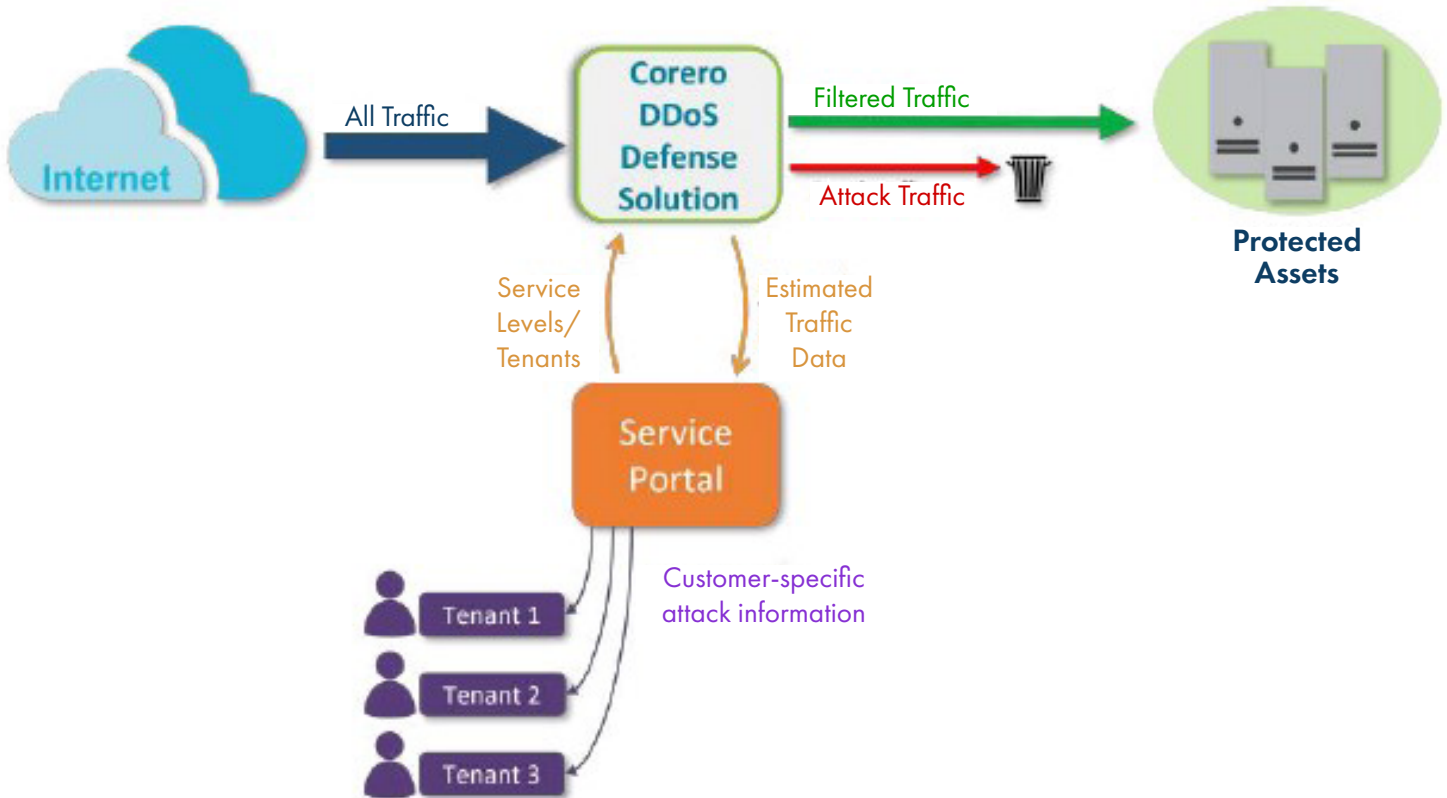 Internet
All Traffic
Corero
DDoS
Defense
Solution
Filtered Traffic
Attack Traffic
Protected
Assets
Service
Levels/
Tenants
Estimated
Traffic
Data
Service
Portal
Customer-specific
attack information
Tenant 1
Tenant 2
Tenant 3